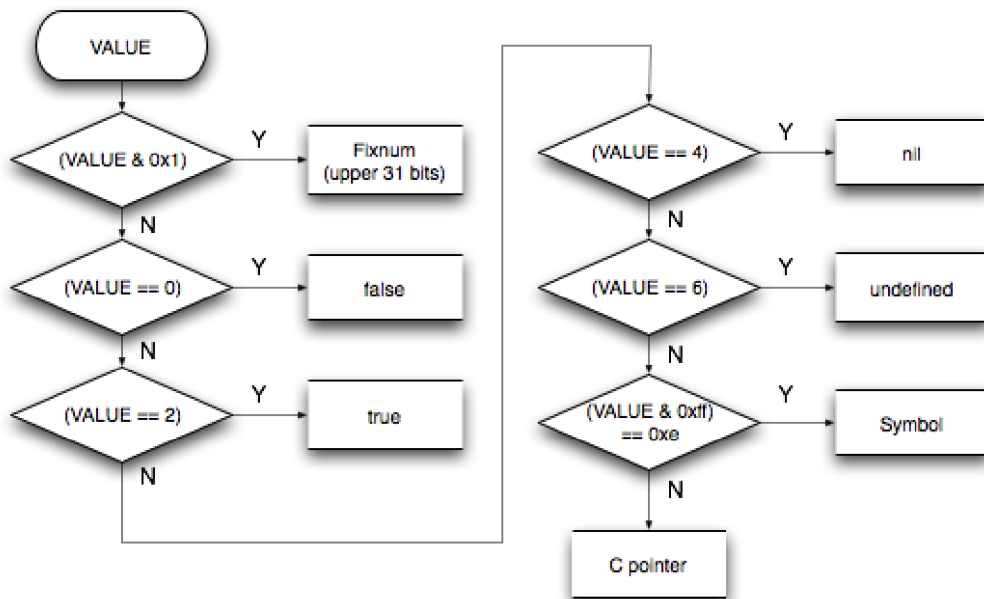 VALUE
(VALUE & 0x1)
Y
Fixnum
(upper 31 bits)
N
(VALUE == 0)
Y
false
N
(VALUE == 2)
Y
true
N
(VALUE == 4)
Y
nil
N
(VALUE == 6)
Y
undefined
N
(VALUE & 0xff)
== 0xe
Y
Symbol
N
C pointer